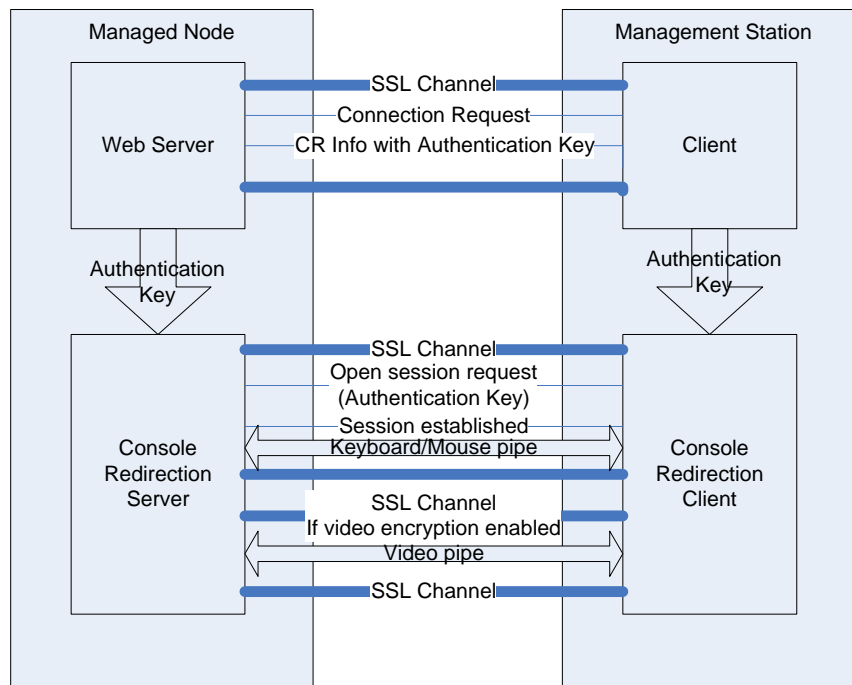 Managed Node
Management Station
SSL Channel
Connection Request
Web Server
CR Info with Authentication Key
Client
Authentication
Key
Authentication
Key
SSL Channel
Open session request
(Authentication Key)
Session established
Keyboard/Mouse pipe
Console
Redirection
Server
Console
Redirection
Client
SSL Channel
If video encryption enabled
Video pipe
SSL Channel